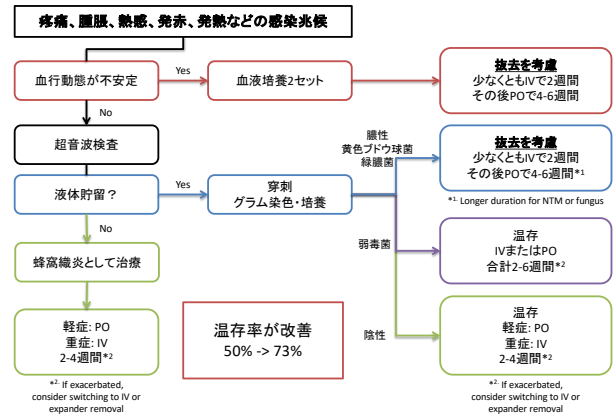 疼痛、腫脹、熱感、発赤、発熱などの感染兆候
血行動態が不安定
Yes
血液培養2セット
抜去を考慮
少なくともIVで2週間
その後POで4-6週間
No
超音波検査
膿性
黄色ブドウ球菌
緑膿菌
抜去を考慮
少なくともIVで2週間
その後POで4-6週間*1
*1. Longer duration for NTM or fungus
液体貯留?
Yes
穿刺
グラム染色・培養
No
弱毒菌
温存
IVまたはPO
合計2-6週間*2
蜂窩織炎として治療
軽症: PO
重症: IV
2-4週間*2
*2. If exacerbated,
consider switching to IV or
expander removal
温存率が改善
50% -> 73%
陰性
温存
軽症: PO
重症: IV
2-4週間*2
*2. If exacerbated,
consider switching to IV or
expander removal